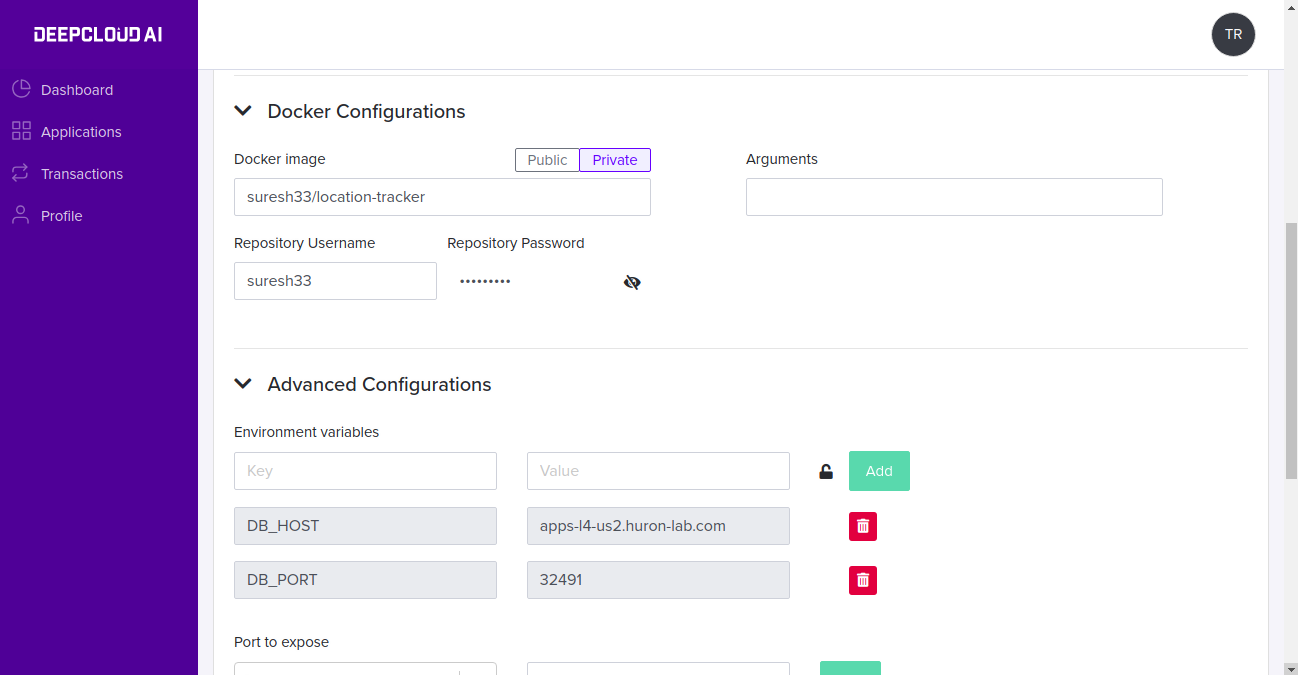 DEEPCLOUD AI
TR
Dashboard
Applications
Transactions
Profile
Docker Configurations
Docker image
Public
Private
Arguments
suresh33/location-tracker
Repository Username
Repository Password
suresh33
•••••••••
Advanced Configurations
Environment variables
Key
Value
Add
DB_HOST
apps-l4-us2.huron-lab.com
DB_PORT
32491
Port to expose